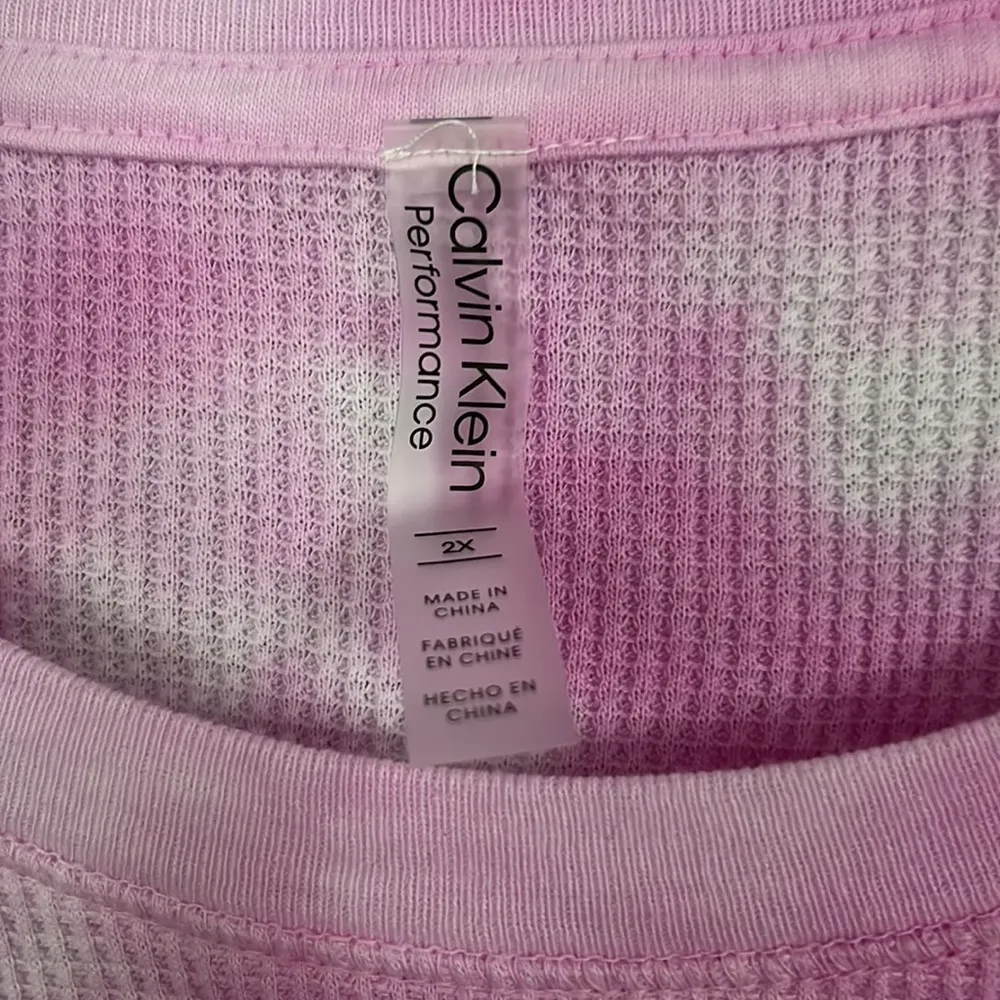 Calvin Klein
Performance
2X
MADE IN
CHINA
FABRIQUÉ
EN CHINE
HECHO EN
CHINA